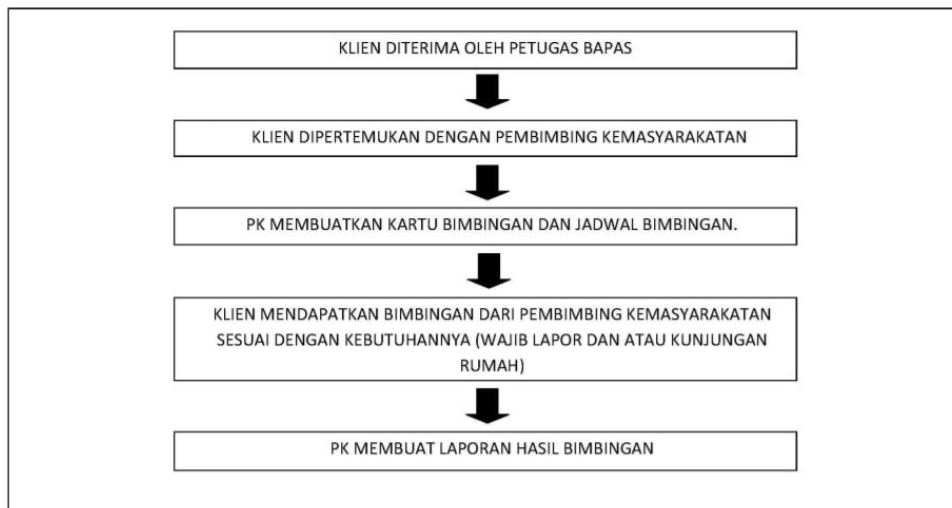 KLIEN DITERIMA OLEH PETUGAS BAPAS
KLIEN DIPERTEMUKAN DENGAN PEMBIMBING KEMASYARAKATAN
PK MEMBUATKAN KARTU BIMBINGAN DAN JADWAL BIMBINGAN.
KLIEN MENDAPATKAN BIMBINGAN DARI PEMBIMBING KEMASYARAKATAN
SESUAI DENGAN KEBUTUHANNYA (WAJIB LAPOR DAN ATAU KUNJUNGAN
RUMAH)
PK MEMBUAT LAPORAN HASIL BIMBINGAN